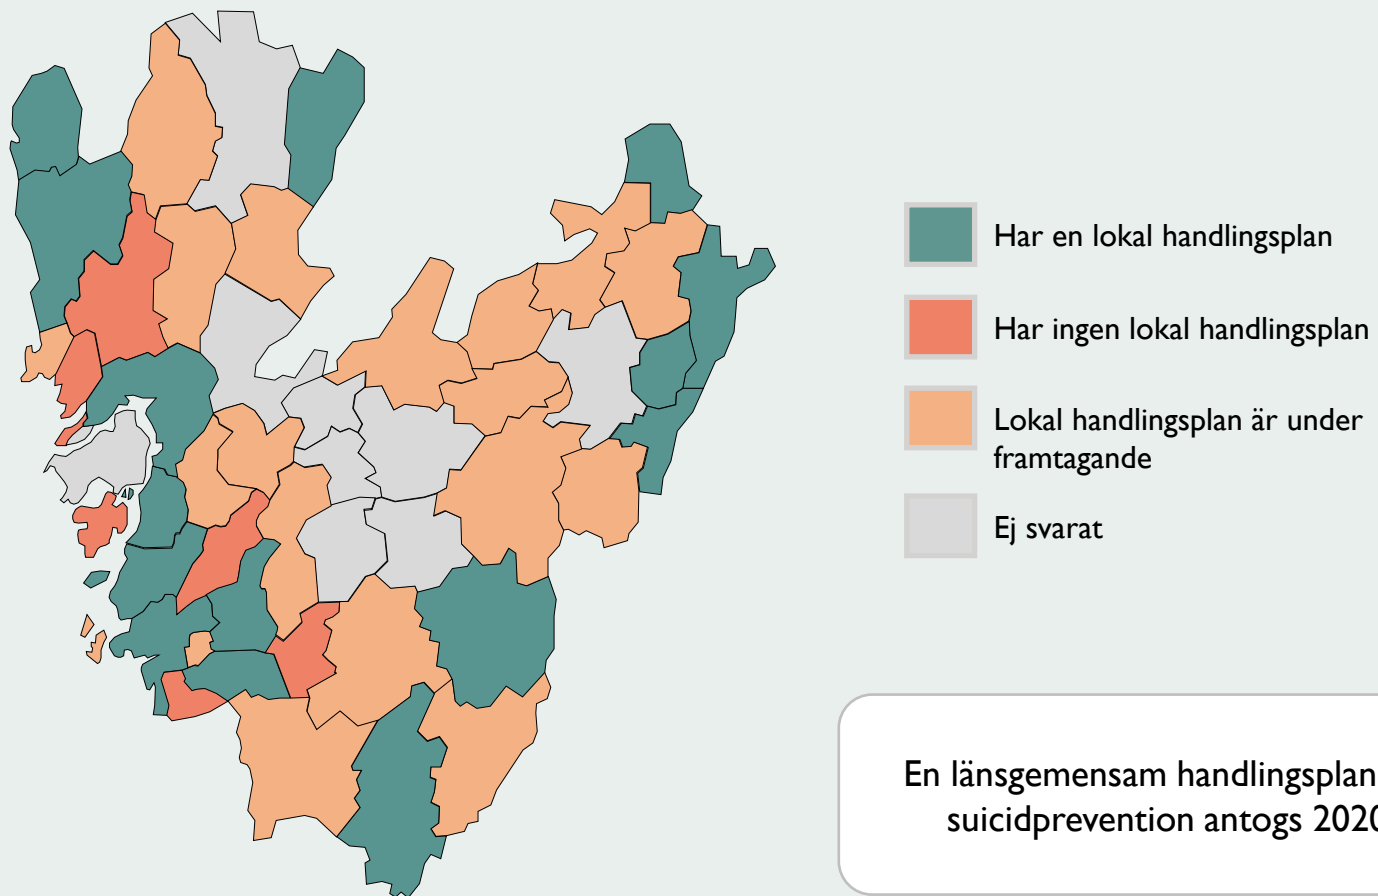 Har en lokal handlingsplan
Har ingen lokal handlingsplan
Lokal handlingsplan är under
framtagande
Ej svarat
En länsgemensam handlingsplan
suicidprevention antogs 2020